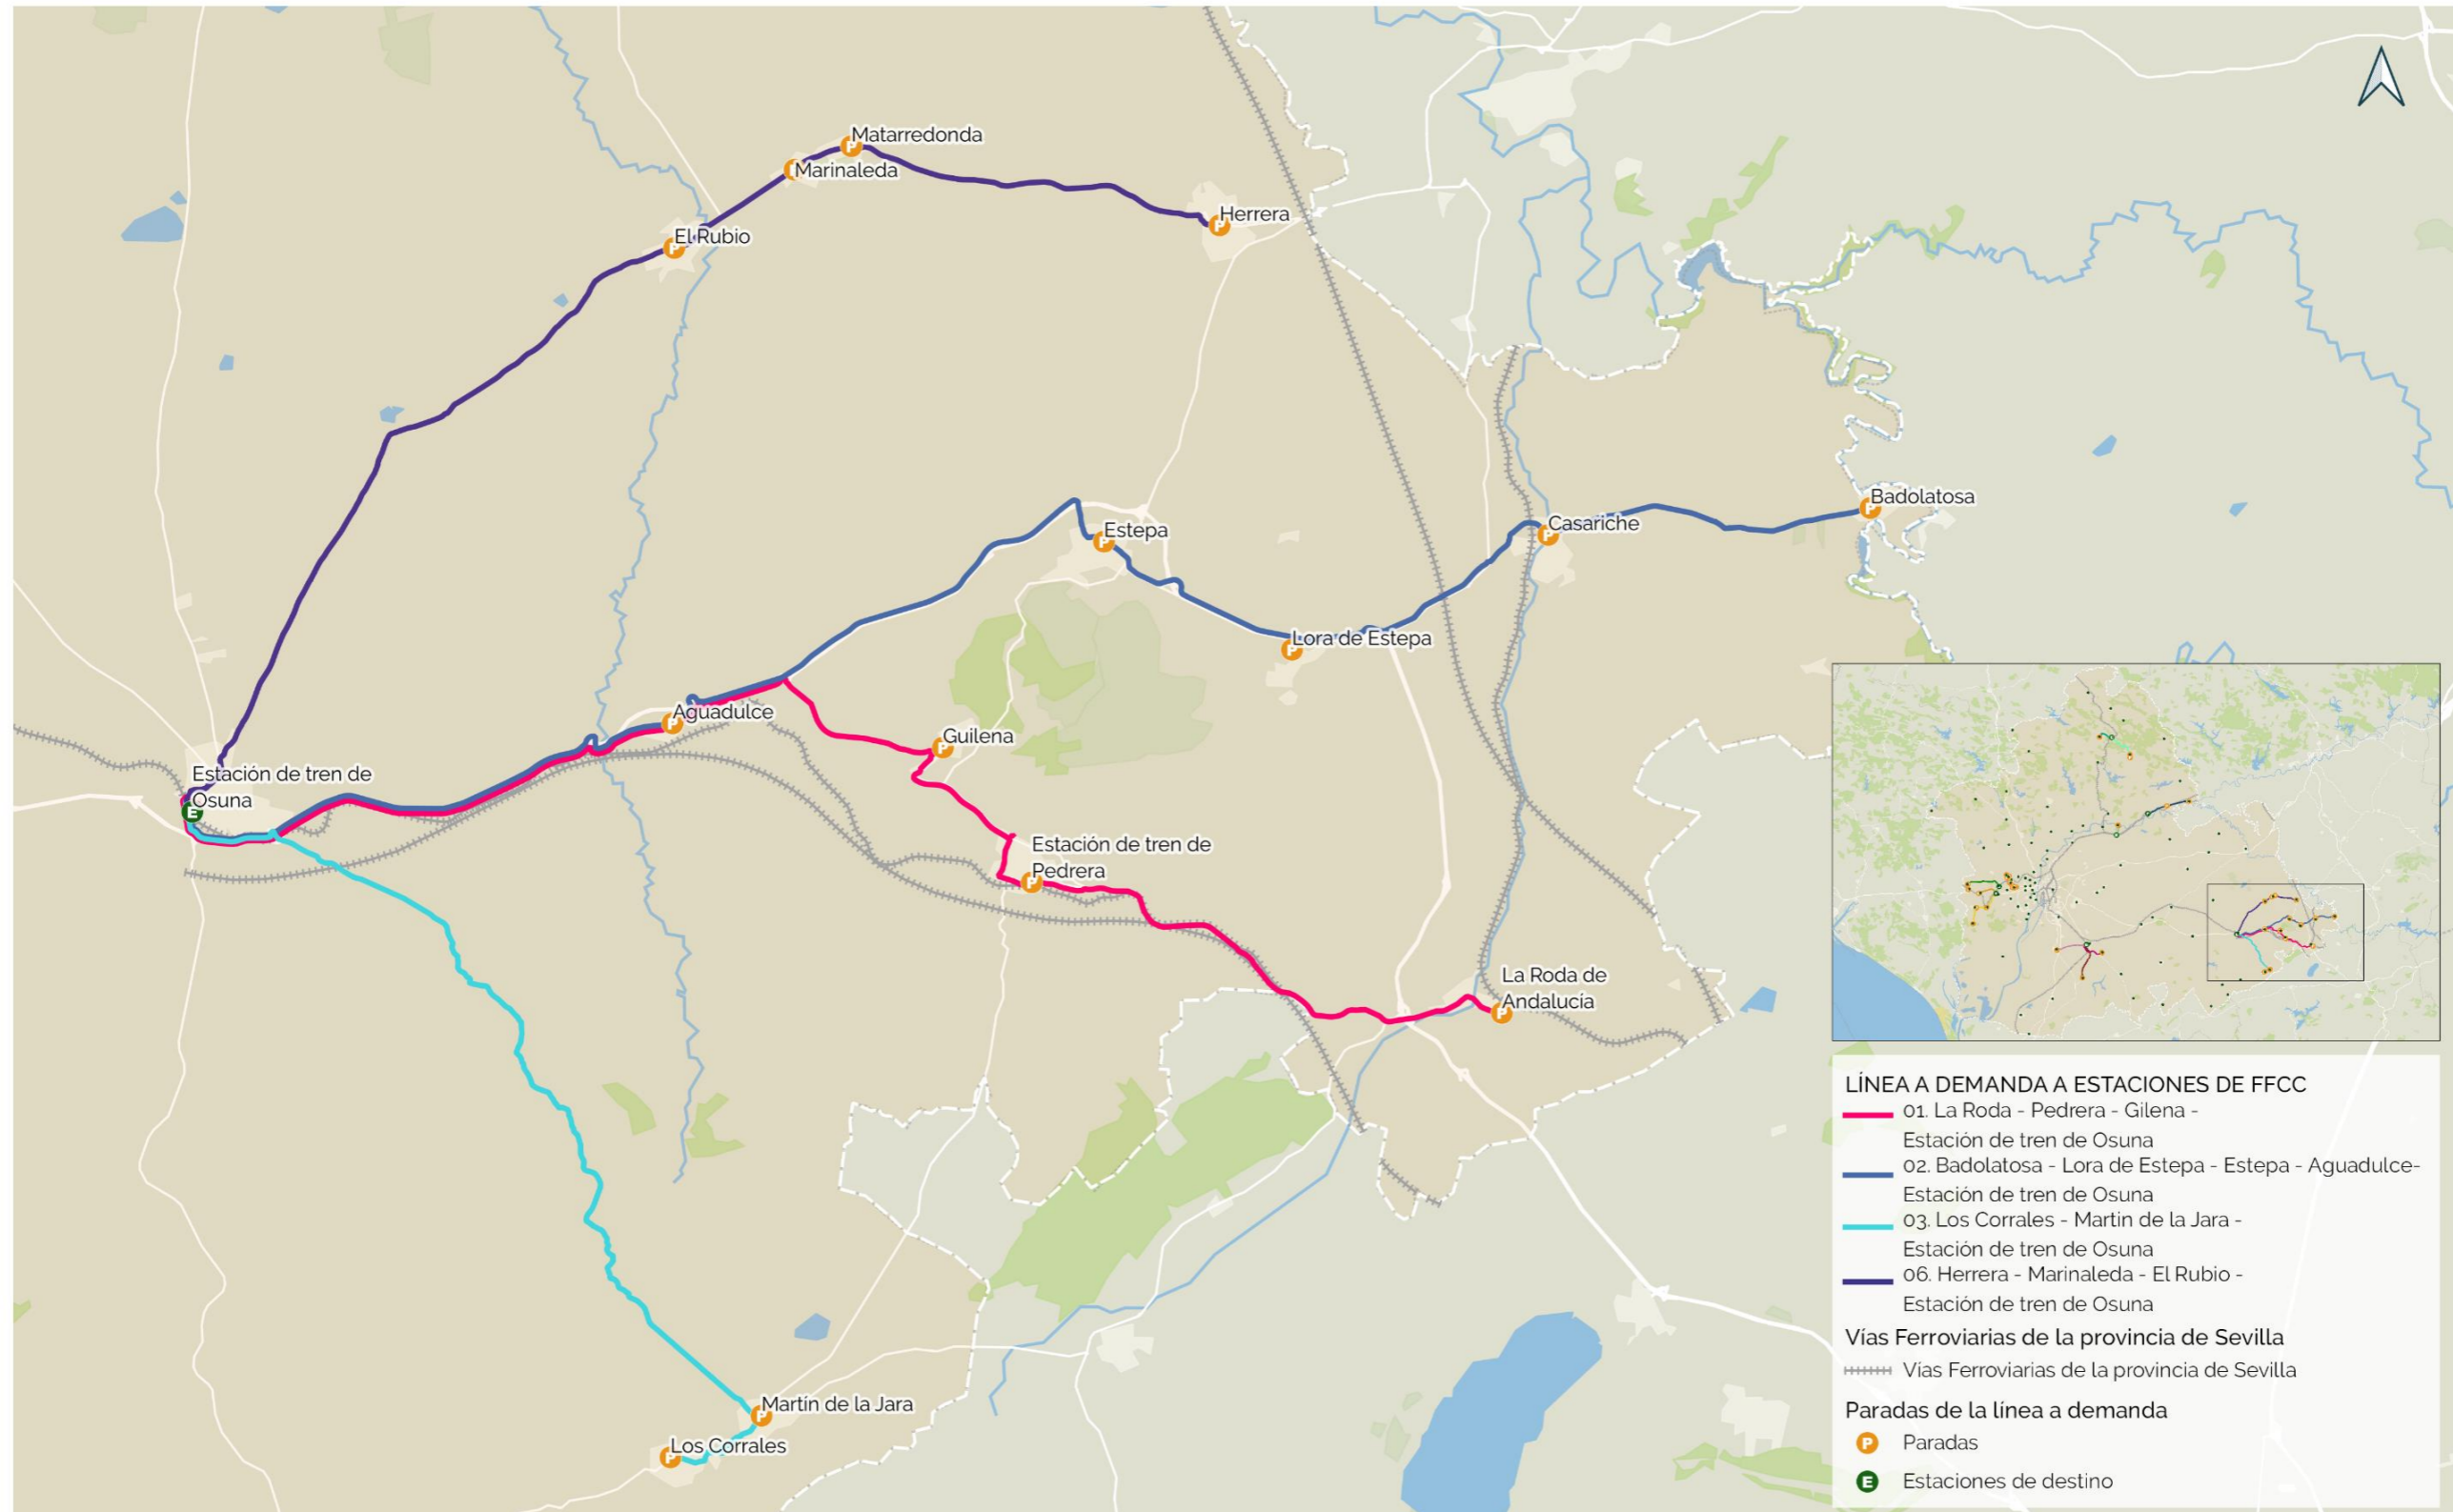 Matarredonda
Marinaleda
Herrera
El Rubio
Badolatosa
Casariche
Estepa
Lora de Estepa
Aguadulce
Guilena
Estación de tren de
Osuna
E
Estación de tren de
Pedrera
La Roda de
Andalucía
Martín de la Jara
Los Corrales
LÍNEA A DEMANDA A ESTACIONES DE FFCC
01. La Roda - Pedrera - Gilena -
Estación de tren de Osuna
02. Badolatosa - Lora de Estepa - Estepa - Aguadulce-
Estación de tren de Osuna
03. Los Corrales - Martin de la Jara -
Estación de tren de Osuna
06. Herrera - Marinaleda - El Rubio -
Estación de tren de Osuna
Vías Ferroviarias de la provincia de Sevilla
Vías Ferroviarias de la provincia de Sevilla
Paradas de la línea a demanda
P Paradas
E Estaciones de destino